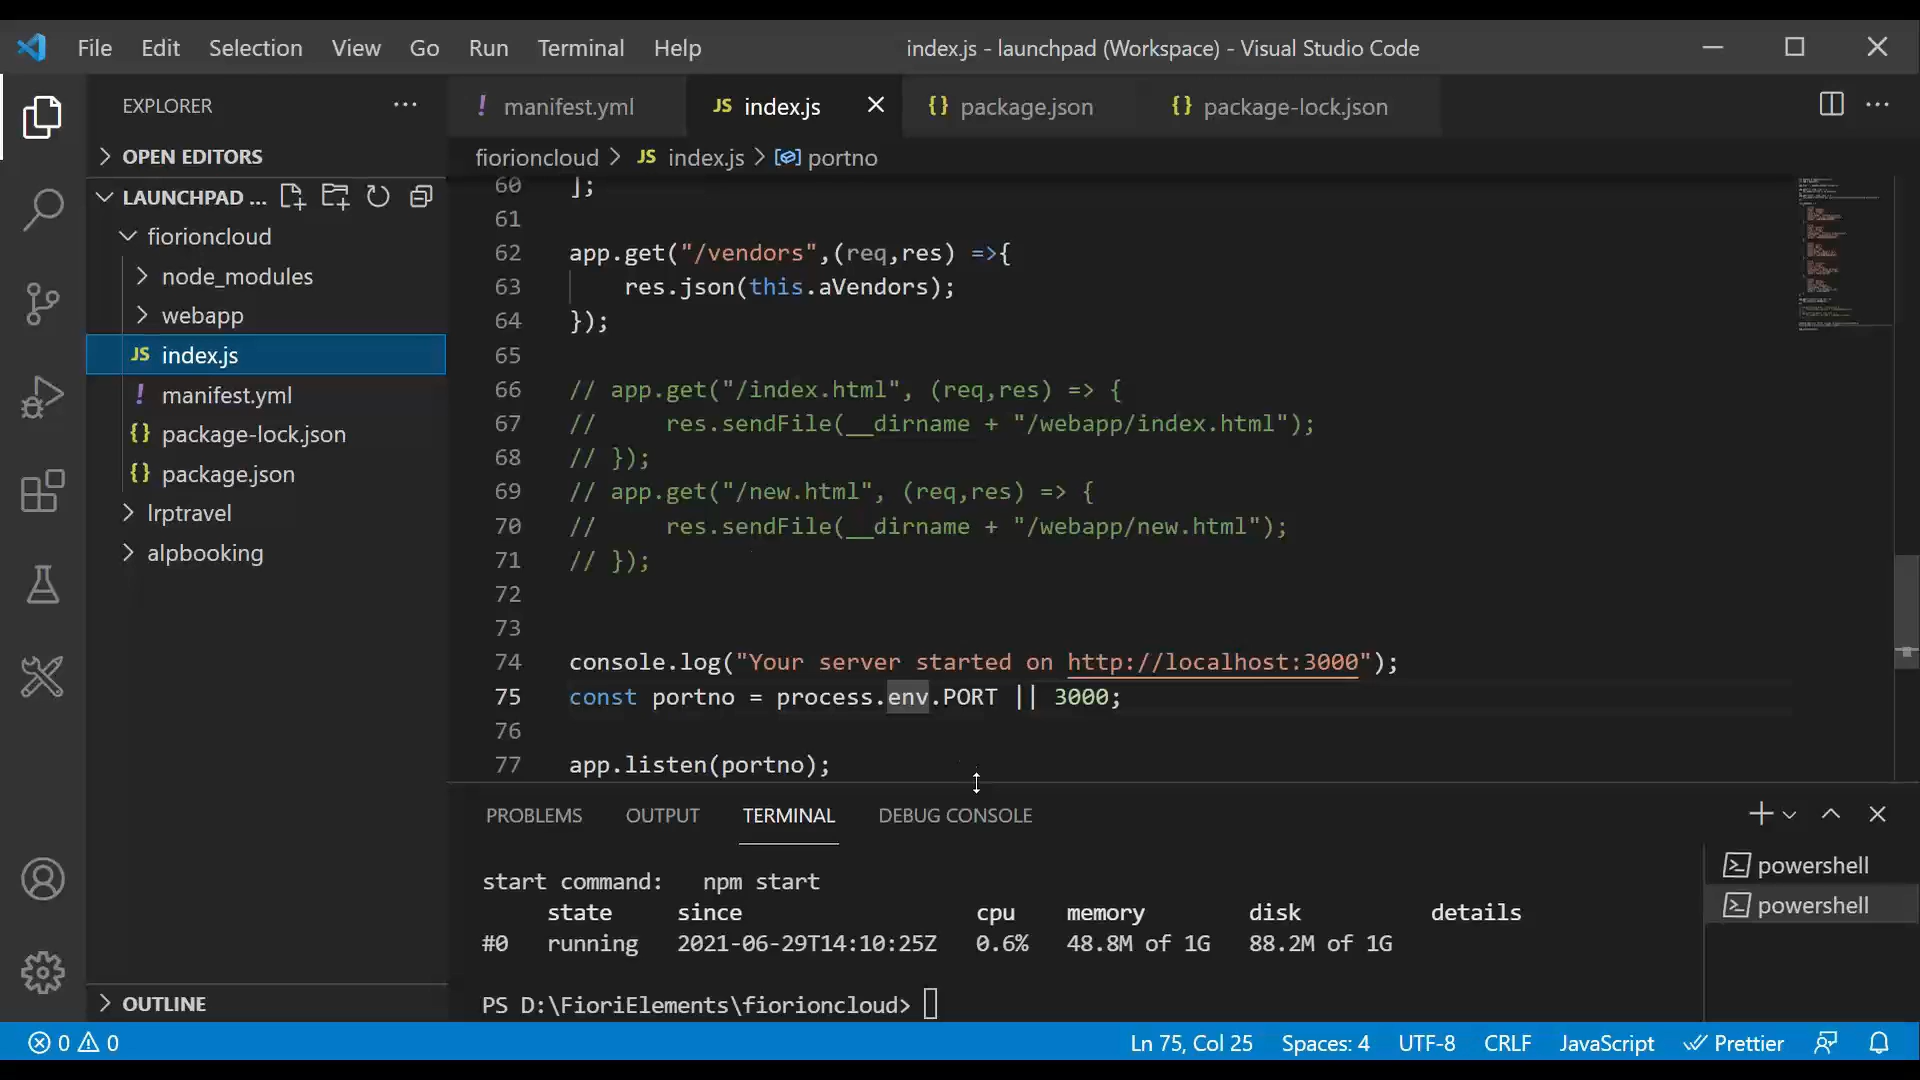 File Edit Selection View Go Run Terminal Help index.js - launchpad (Workspace) - Visual Studio Code
EXPLORER
OPEN EDITORS
LAUNCHPAD ...
fiorioncloud
node_modules
webapp
JS index.js
! manifest.yml
{} package-lock.json
{} package.json
lrptravel
alpbooking
OUTLINE
! manifest.yml JS index.js {} package.json {} package-lock.json
fiorioncloud > JS index.js > portno
60 ];
61
62 app.get("/vendors",(req,res) =>{
63 res.json(this.aVendors);
64 });
65
66 // app.get("/index.html", (req,res) => {
67 // res.sendFile(__dirname + "/webapp/index.html");
68 // });
69 // app.get("/new.html", (req,res) => {
70 // res.sendFile(__dirname + "/webapp/new.html");
71 // });
72
73
74 console.log("Your server started on http://localhost:3000");
75 const portno = process.env.PORT || 3000;
76
77 app.listen(portno);
PROBLEMS OUTPUT TERMINAL DEBUG CONSOLE
start command: npm start
state since cpu memory disk details
#0 running 2021-06-29T14:10:25Z 0.6% 48.8M of 1G 88.2M of 1G
PS D:\FioriElements\fiorioncloud>
powershell
powershell
0 0 Ln 75, Col 25 Spaces: 4 UTF-8 CRLF JavaScript Prettier